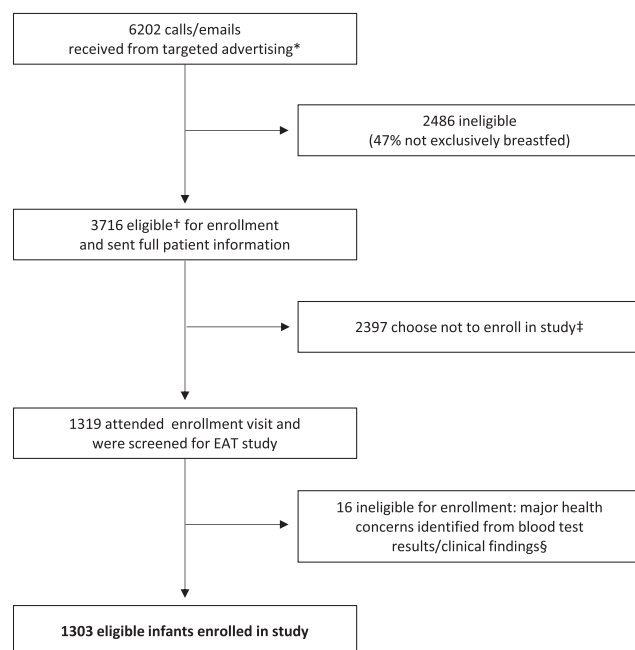 6202 calls/emails
received from targeted advertising*
2486 ineligible
(47% not exclusively breastfed)
3716 eligible† for enrollment
and sent full patient information
2397 choose not to enroll in study‡
1319 attended enrollment visit and
were screened for EAT study
16 ineligible for enrollment: major health
concerns identified from blood test
results/clinical findings§
1303 eligible infants enrolled in study